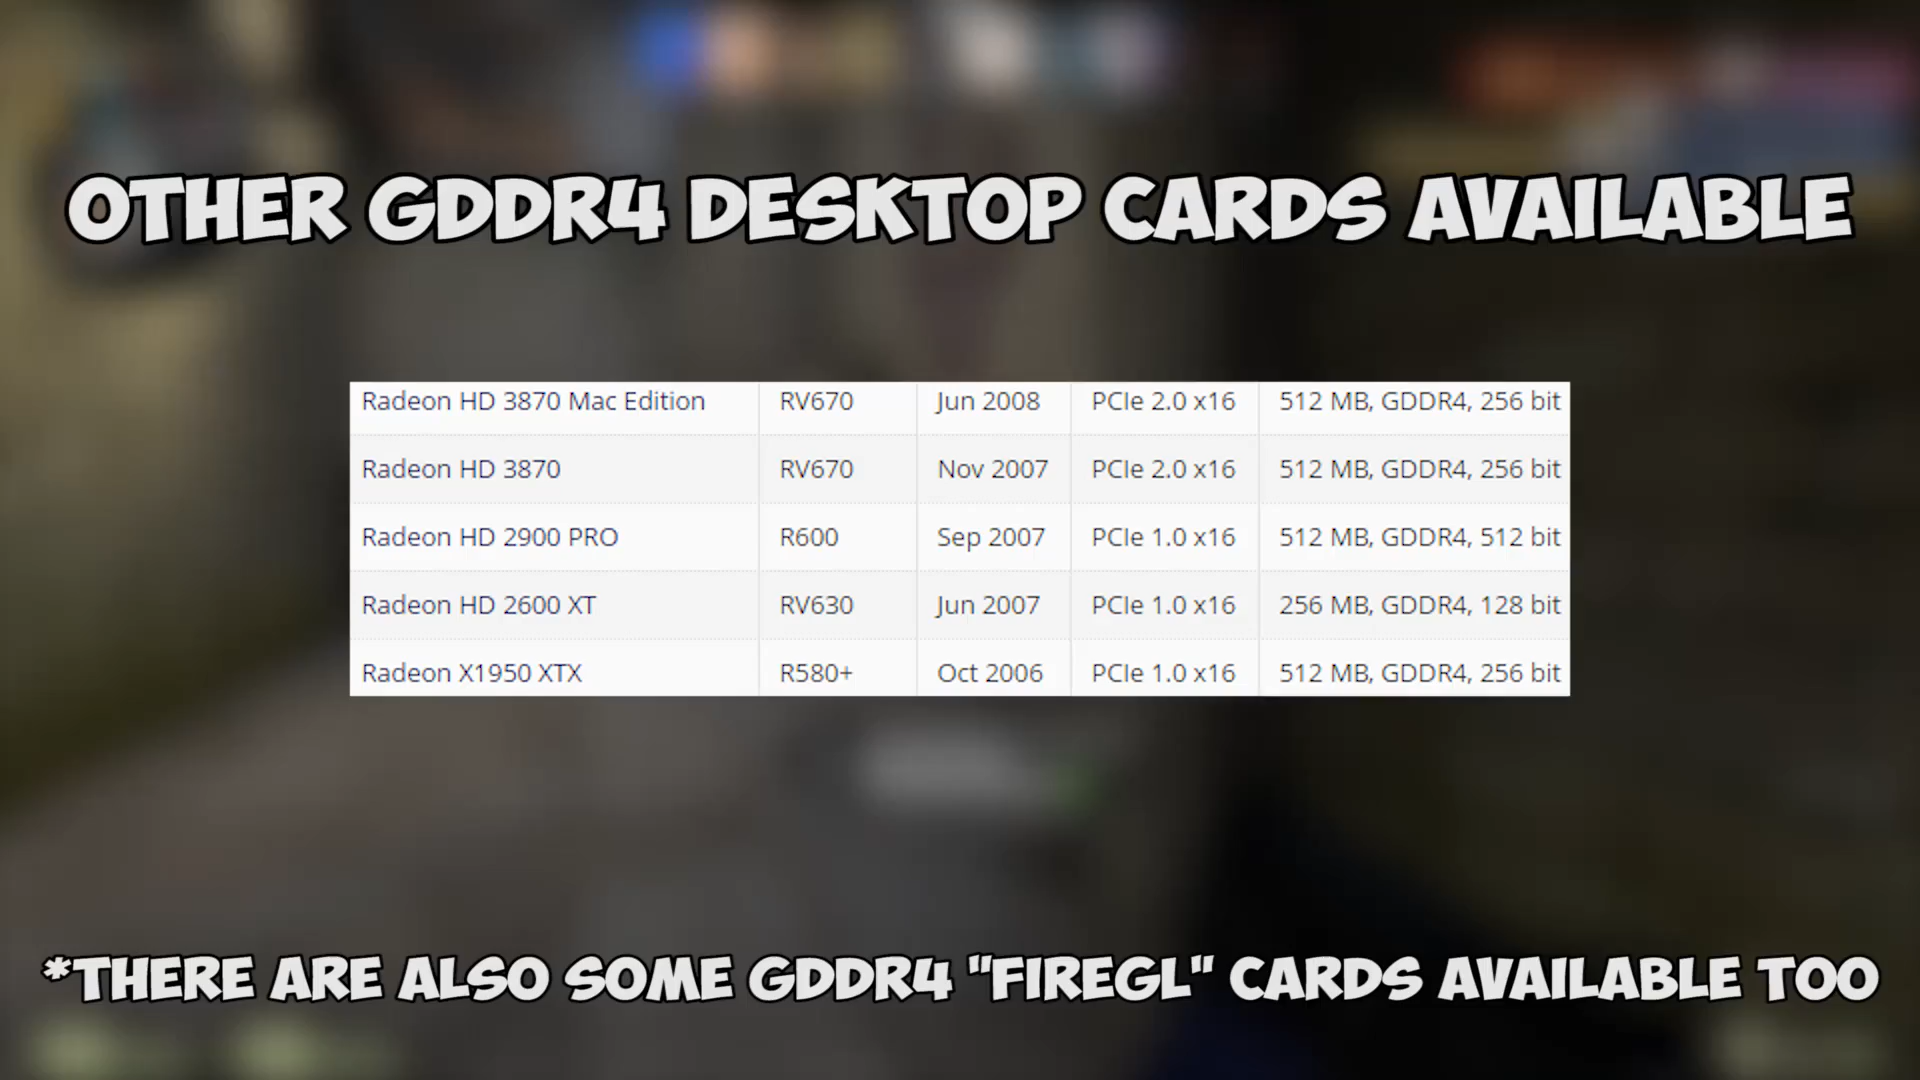 OTHER GDDR4 DESKTOP CARDS AVAILABLE
Radeon HD 3870 Mac Edition RV670 Jun 2008 PCIe 2.0 x16 512 MB, GDDR4, 256 bit
Radeon HD 3870 RV670 Nov 2007 PCIe 2.0 x16 512 MB, GDDR4, 256 bit
Radeon HD 2900 PRO R600 Sep 2007 PCIe 1.0 x16 512 MB, GDDR4, 512 bit
Radeon HD 2600 XT RV630 Jun 2007 PCIe 1.0 x16 256 MB, GDDR4, 128 bit
Radeon X1950 XTX R580+ Oct 2006 PCIe 1.0 x16 512 MB, GDDR4, 256 bit
*THERE ARE ALSO SOME GDDR4 "FIREGL" CARDS AVAILABLE TOO